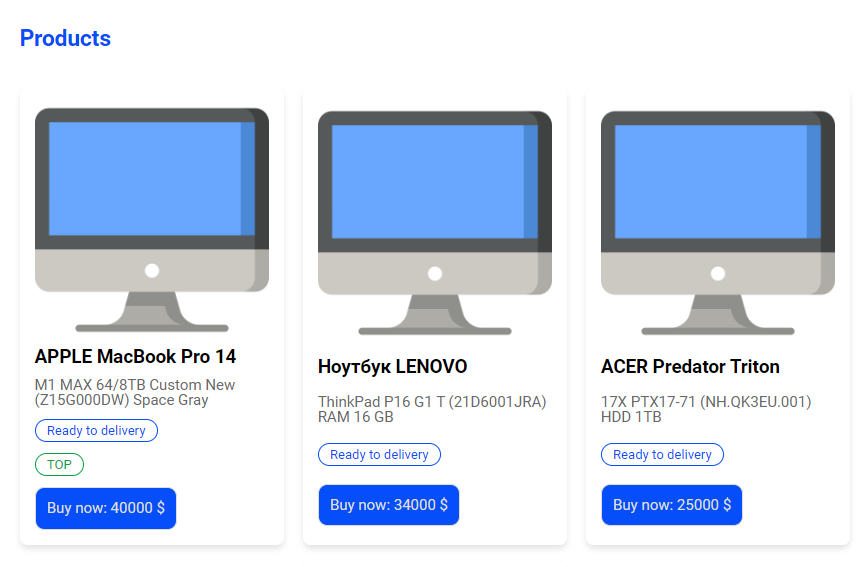 Products
APPLE MacBook Pro 14
M1 MAX 64/8TB Custom New
(Z15G000DW) Space Gray
Ready to delivery
TOP
Buy now: 40000 $
Ноутбук LENOVO
ThinkPad P16 G1 T (21D6001JRA)
RAM 16 GB
Ready to delivery
Buy now: 34000 $
ACER Predator Triton
17X PTX17-71 (NH.QK3EU.001)
HDD 1TB
Ready to delivery
Buy now: 25000 $